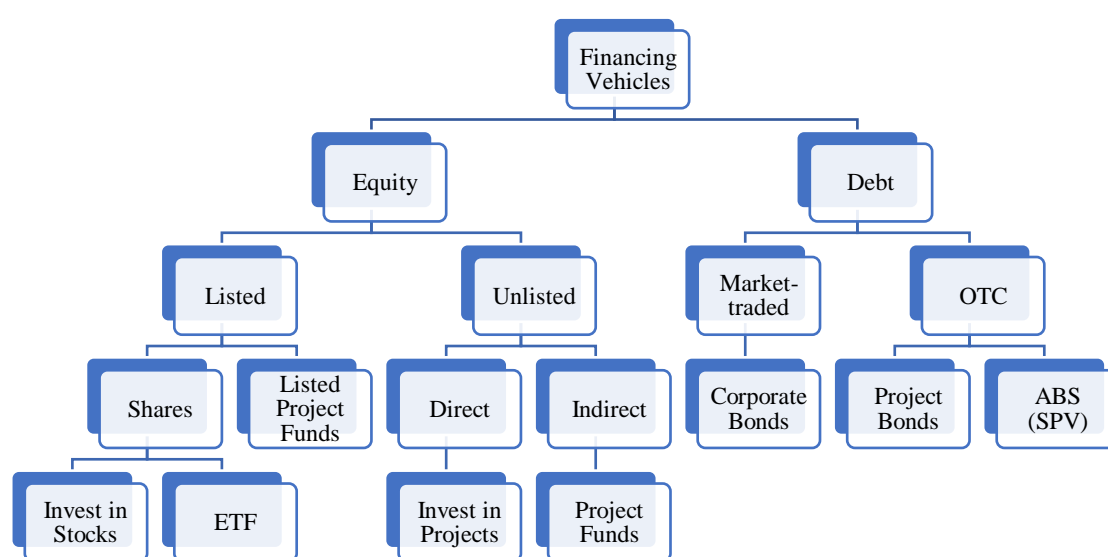 Financing
Vehicles
Equity
Debt
Listed
Unlisted
Market-
traded
OTC
Shares
Listed
Project
Funds
Direct
Indirect
Corporate
Bonds
Project
Bonds
ABS
(SPV)
Invest in
Stocks
ETF
Invest in
Projects
Project
Funds